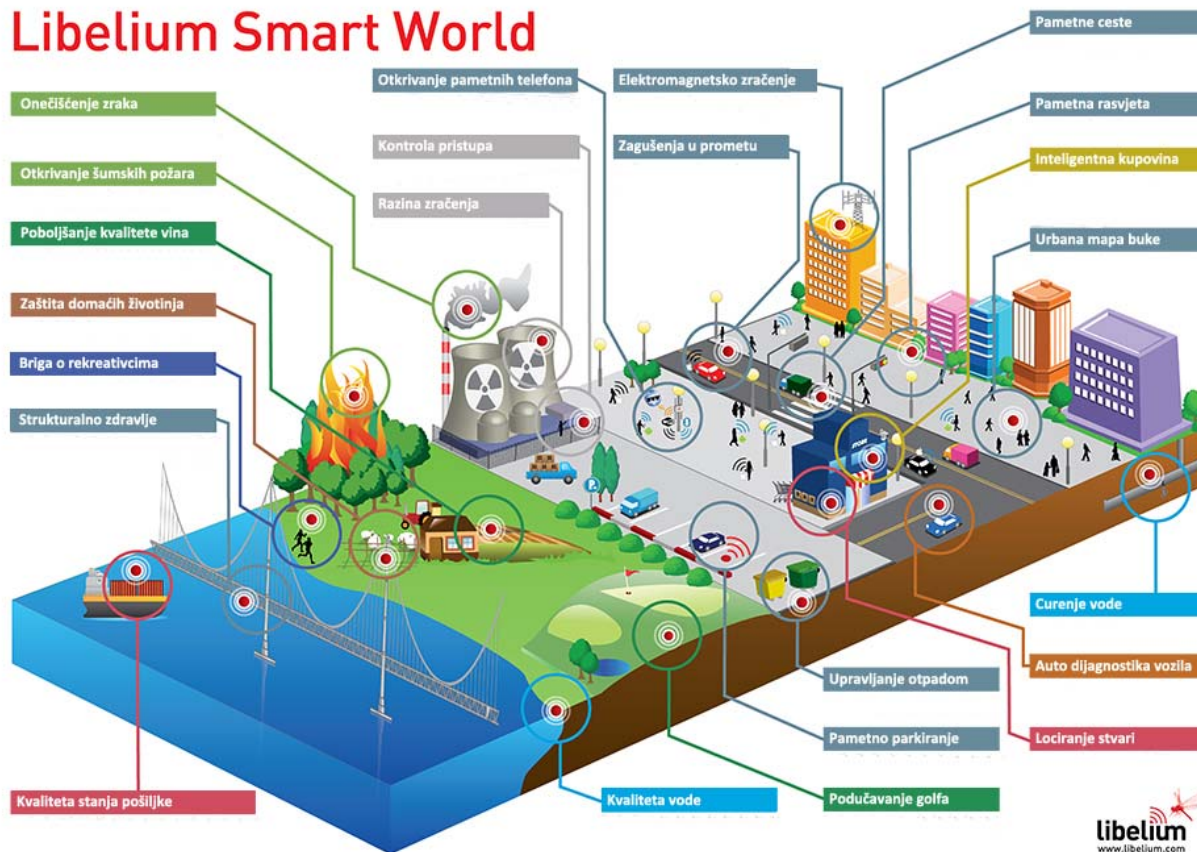 Libelium Smart World
Onečišćenje zraka
Otkrivanje šumskih požara
Poboljšanje kvalitete vina
Zaštita domaćih životinja
Briga o rekreativcima
Strukturalno zdravlje
Kvaliteta stanja pošiljke
Otkrivanje pametnih telefona
Kontrola pristupa
Razina zračenja
Elektromagnetsko zračenje
Zagušenja u prometu
Pametne ceste
Pametna rasvjeta
Inteligentna kupovina
Urbana mapa buke
STORE
P
Curenje vode
Auto dijagnostika vozila
Lociranje stvari
Upravljanje otpadom
Pametno parkiranje
Podučavanje golfa
Kvaliteta vode
libelium
www.libelium.com